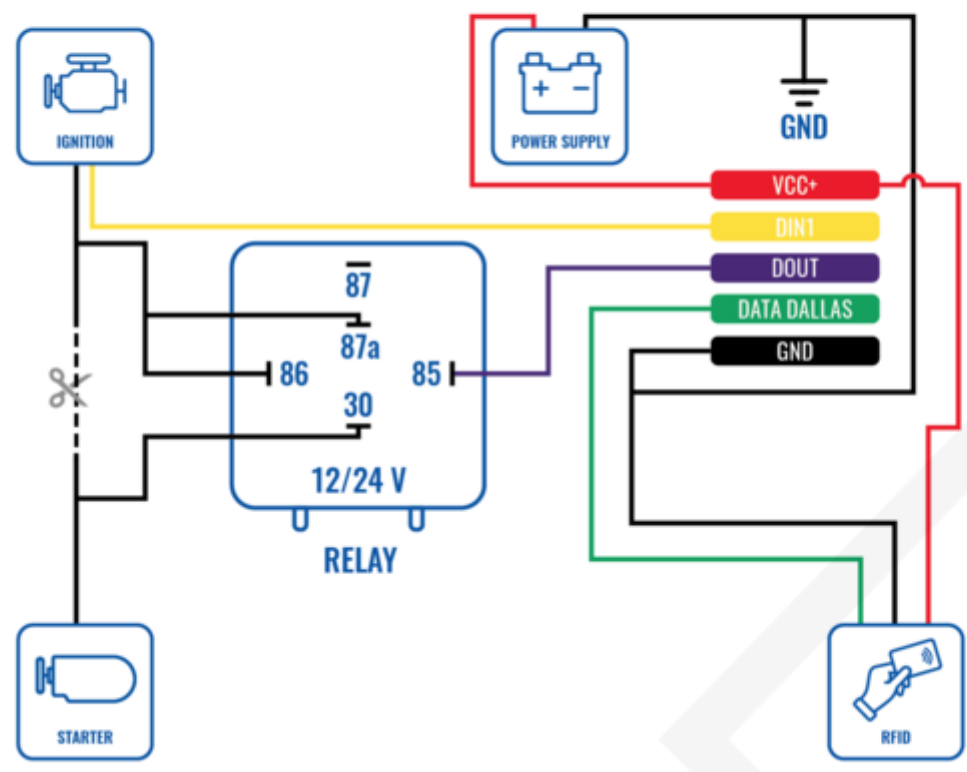 IGNITION
+ −
POWER SUPPLY
GND
VCC+
DIN1
DOUT
DATA DALLAS
GND
87
87a
86
85
30
12/24 V
RELAY
STARTER
RFID